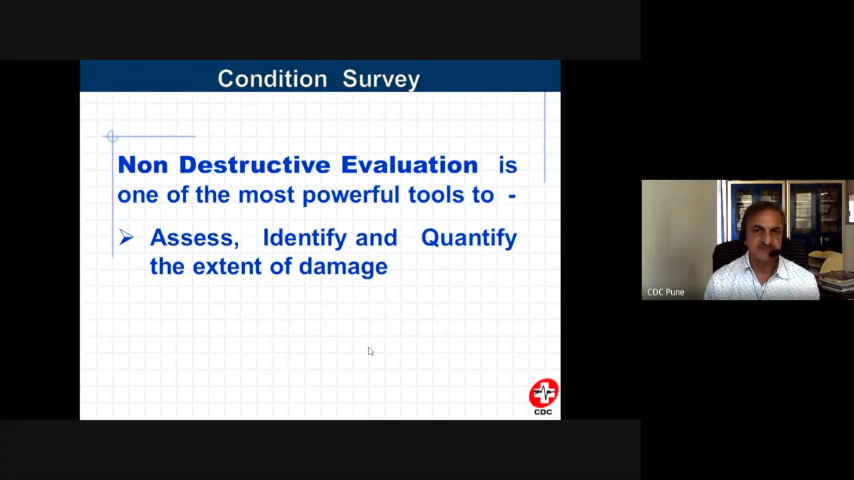 Condition Survey
Non Destructive Evaluation is
one of the most powerful tools to -
Assess, Identify and Quantify
the extent of damage
CDC
CDC Pune